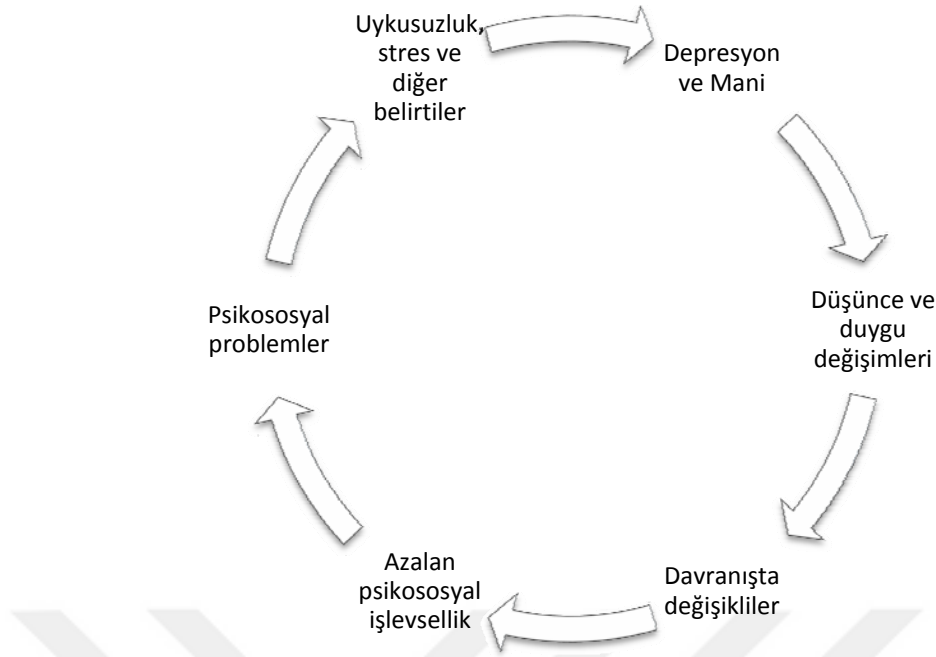 Uykusuzluk,
stres ve
diğer
belirtiler
Depresyon
ve Mani
Düşünce ve
duygu
değişimleri
Davranışta
değişikliler
Azalan
psikososyal
işlevsellik
Psikososyal
problemler